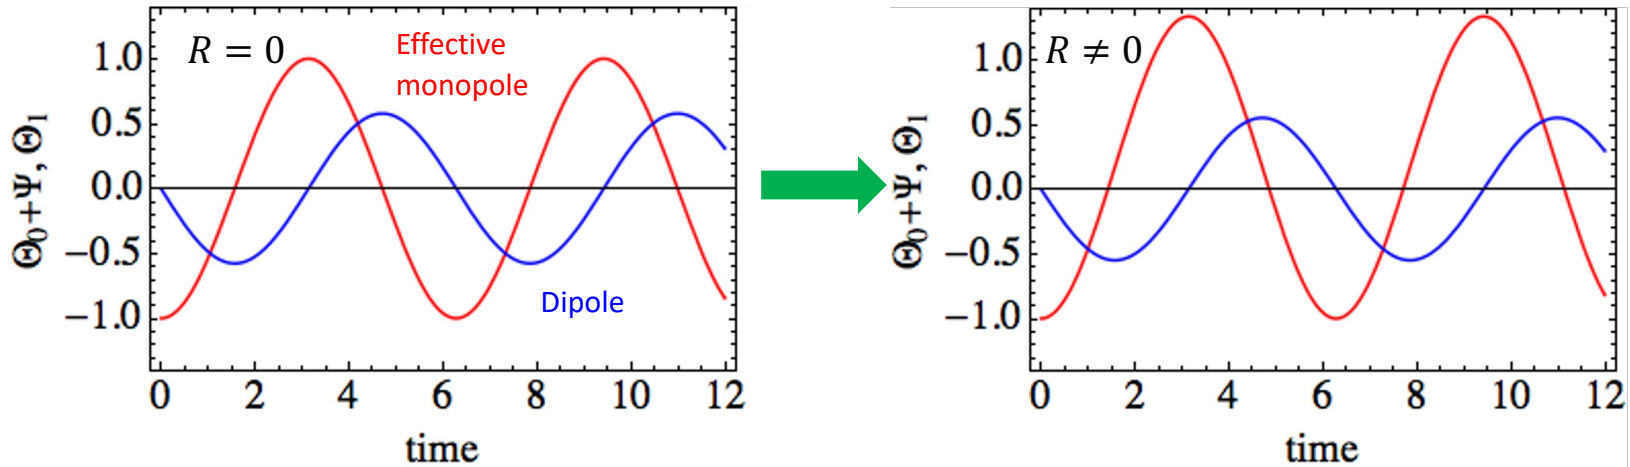 R = 0
Effective
monopole
Dipole
1.0
0.5
0.0
−0.5
−1.0
0 2 4 6 8 10 12
time
Θ₀+Ψ, Θ₁
R ≠ 0
1.0
0.5
0.0
−0.5
−1.0
0 2 4 6 8 10 12
time
Θ₀+Ψ, Θ₁